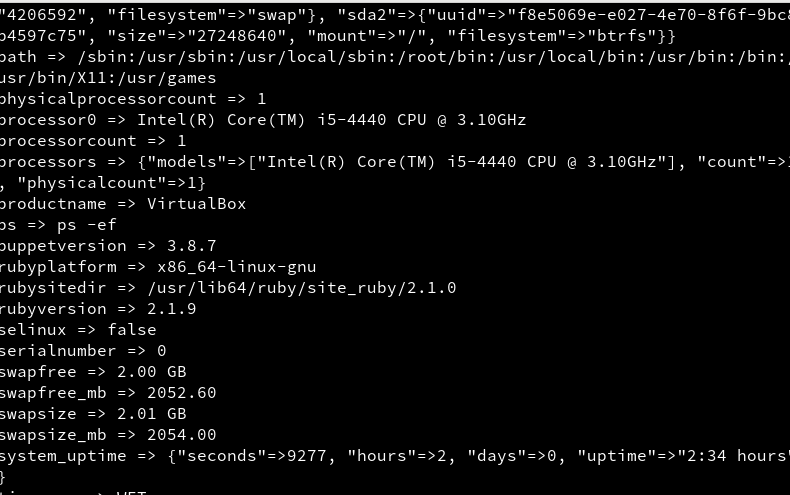 "4206592", "filesystem"=>"swap"}, "sda2"=>{"uuid"=>"f8e5069e-e027-4e70-8f6f-9bc8
b4597c75", "size"=>"27248640", "mount"=>"/", "filesystem"=>"btrfs"}}
path => /sbin:/usr/sbin:/usr/local/sbin:/root/bin:/usr/local/bin:/usr/bin:/bin:/
usr/bin/X11:/usr/games
physicalprocessorcount => 1
processor0 => Intel(R) Core(TM) i5-4440 CPU @ 3.10GHz
processorcount => 1
processors => {"models"=>["Intel(R) Core(TM) i5-4440 CPU @ 3.10GHz"], "count"=>1
, "physicalcount"=>1}
productname => VirtualBox
ps => ps -ef
puppetversion => 3.8.7
rubyplatform => x86_64-linux-gnu
rubysitedir => /usr/lib64/ruby/site_ruby/2.1.0
rubyversion => 2.1.9
selinux => false
serialnumber => 0
swapfree => 2.00 GB
swapfree_mb => 2052.60
swapsize => 2.01 GB
swapsize_mb => 2054.00
system_uptime => {"seconds"=>9277, "hours"=>2, "days"=>0, "uptime"=>"2:34 hours"
}